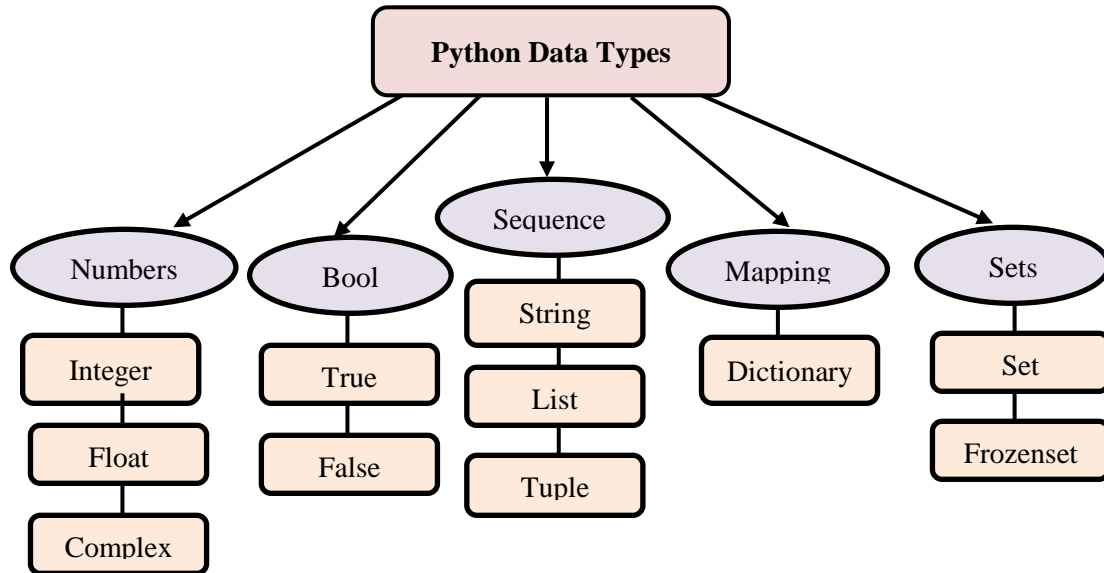 Python Data Types
Numbers
Integer
Float
Complex
Bool
True
False
Sequence
String
List
Tuple
Mapping
Dictionary
Sets
Set
Frozenset